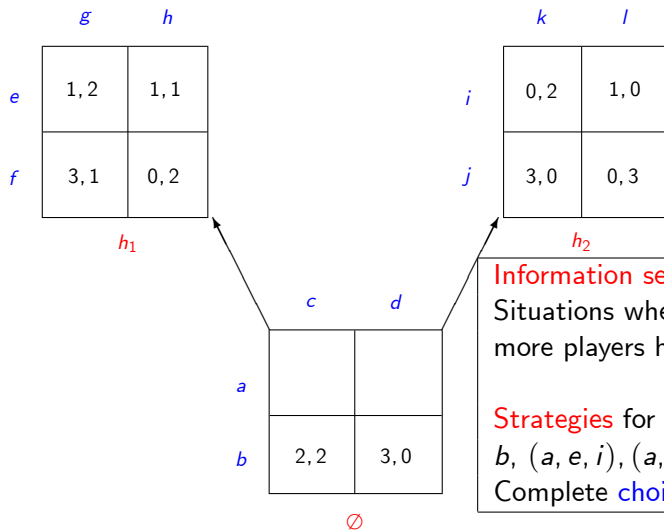 g h
k l
e 1, 2 1, 1
i 0, 2 1, 0
f 3, 1 0, 2
j 3, 0 0, 3
h₁
h₂
Information se
Situations whe
more players h
c d
a
Strategies for
b 2, 2 3, 0
b, (a, e, i), (a,
Complete choi
∅